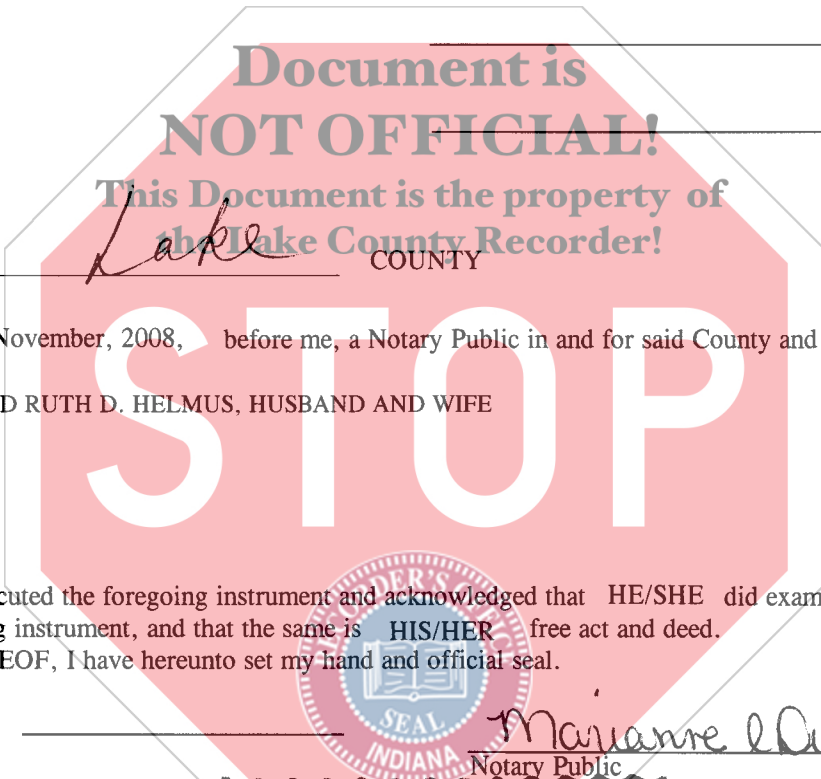 Document is
NOT OFFICIAL!
This Document is the property of
the Lake County Recorder!
Lake COUNTY
November, 2008, before me, a Notary Public in and for said County and
D RUTH D. HELMUS, HUSBAND AND WIFE
STOP
cuted the foregoing instrument and acknowledged that HE/SHE did exam
g instrument, and that the same is HIS/HER free act and deed.
EOF, I have hereunto set my hand and official seal.
RECORDER'S OFFICE
SEAL
INDIANA
Marianne
Notary Public